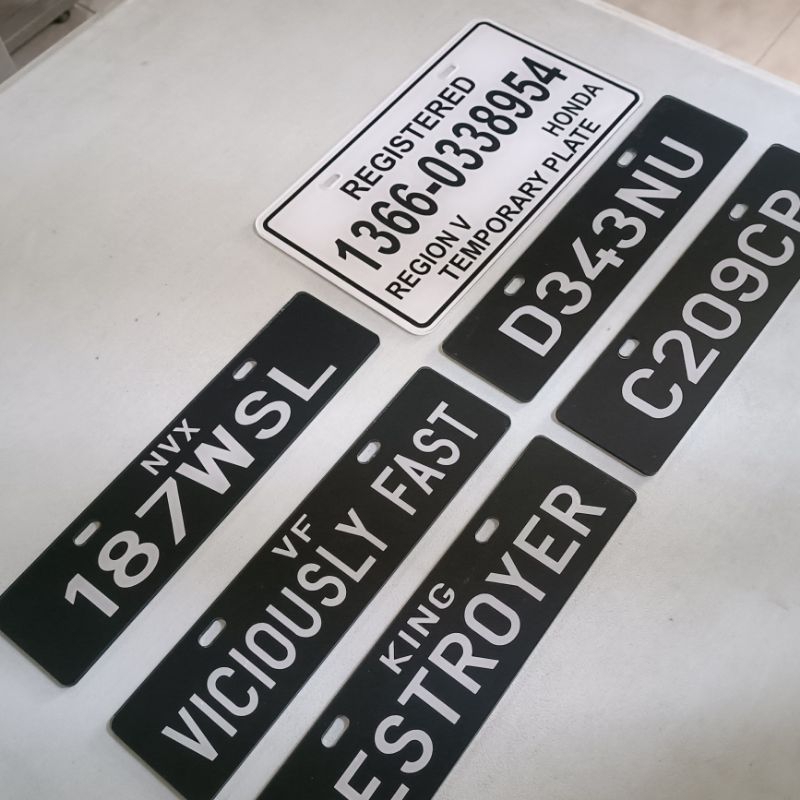 REGISTERED
1366-0338954
REGION V HONDA
TEMPORARY PLATE
D343NU
C209CP
NVX
187WSL
VF
VICIOUSLY FAST
KING
ESTROYER